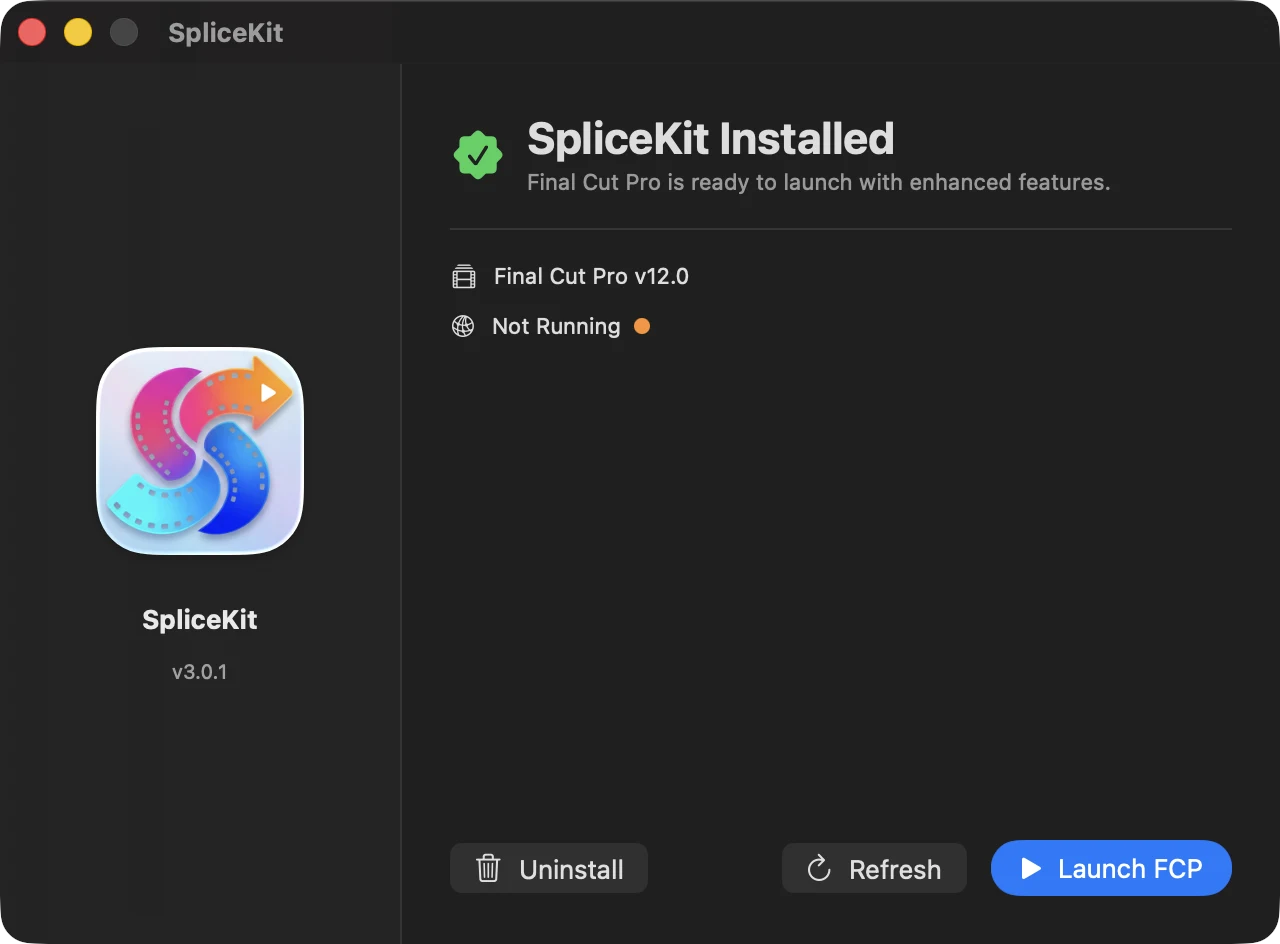 SpliceKit
SpliceKit
v3.0.1
SpliceKit Installed
Final Cut Pro is ready to launch with enhanced features.
Final Cut Pro v12.0
Not Running
Uninstall
Refresh
Launch FCP